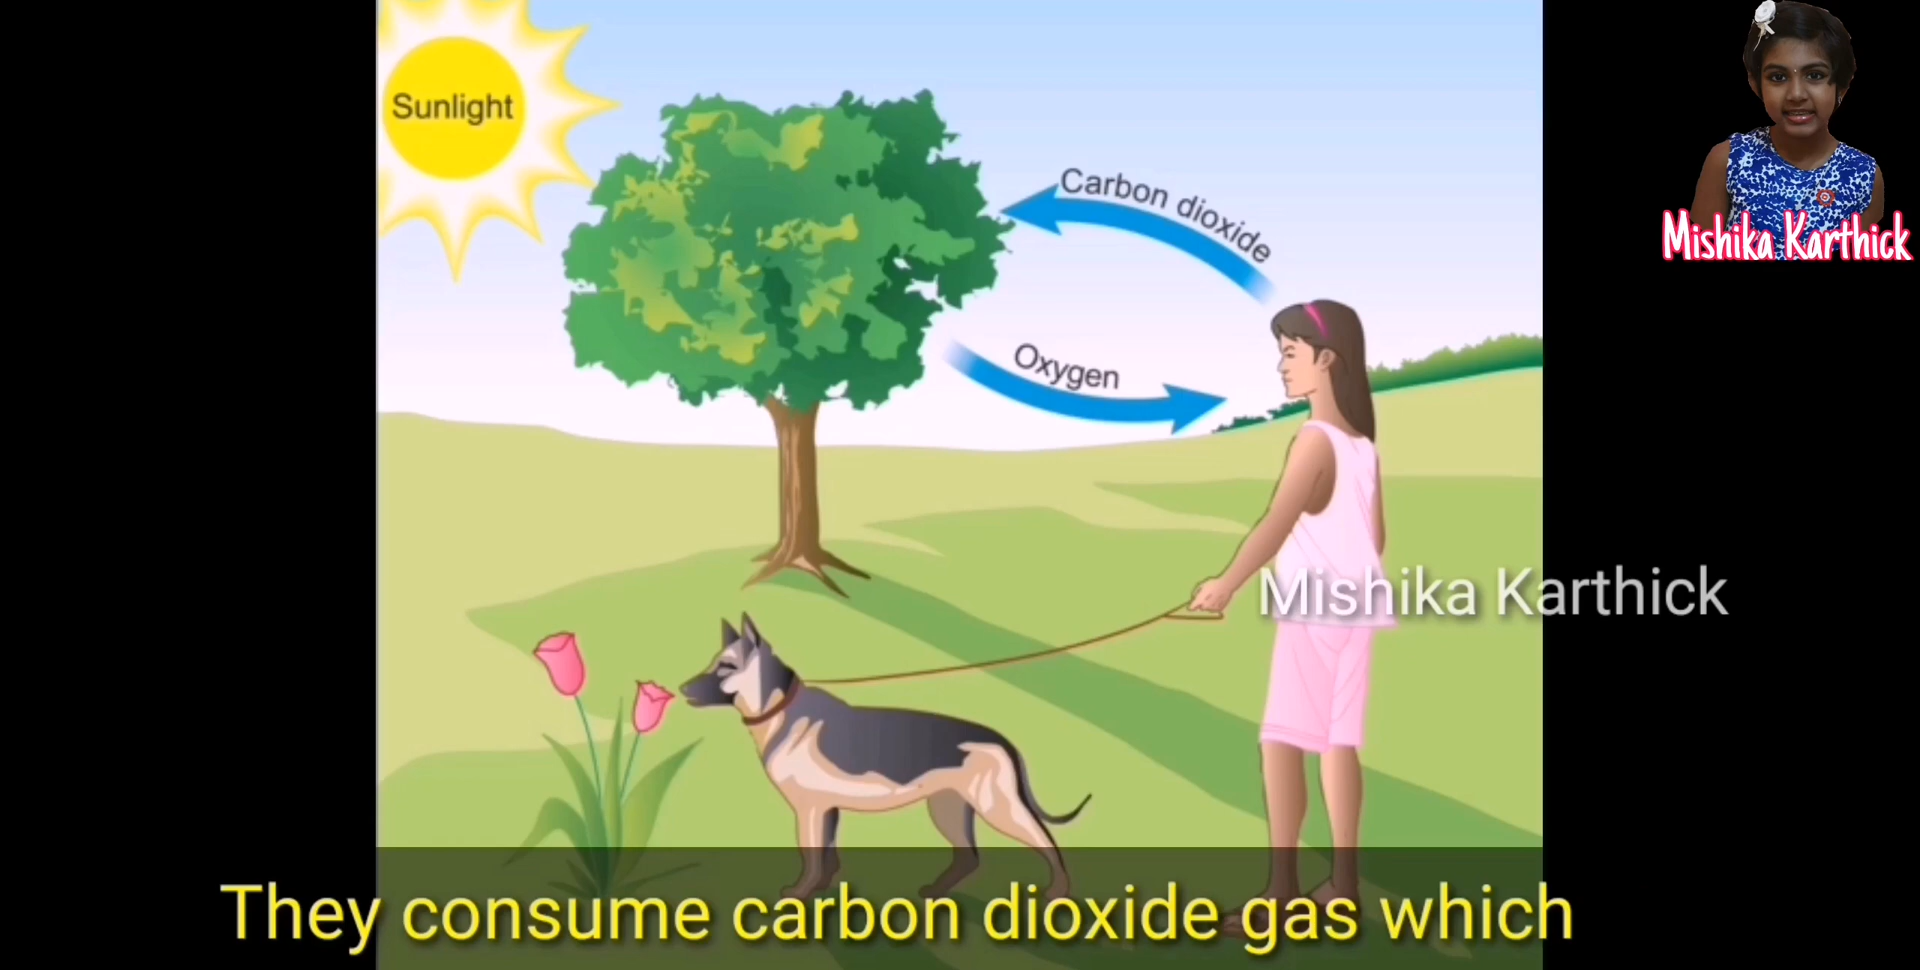 Sunlight
Carbon dioxide
Oxygen
Mishika Karthick
Mishika Karthick
They consume carbon dioxide gas which